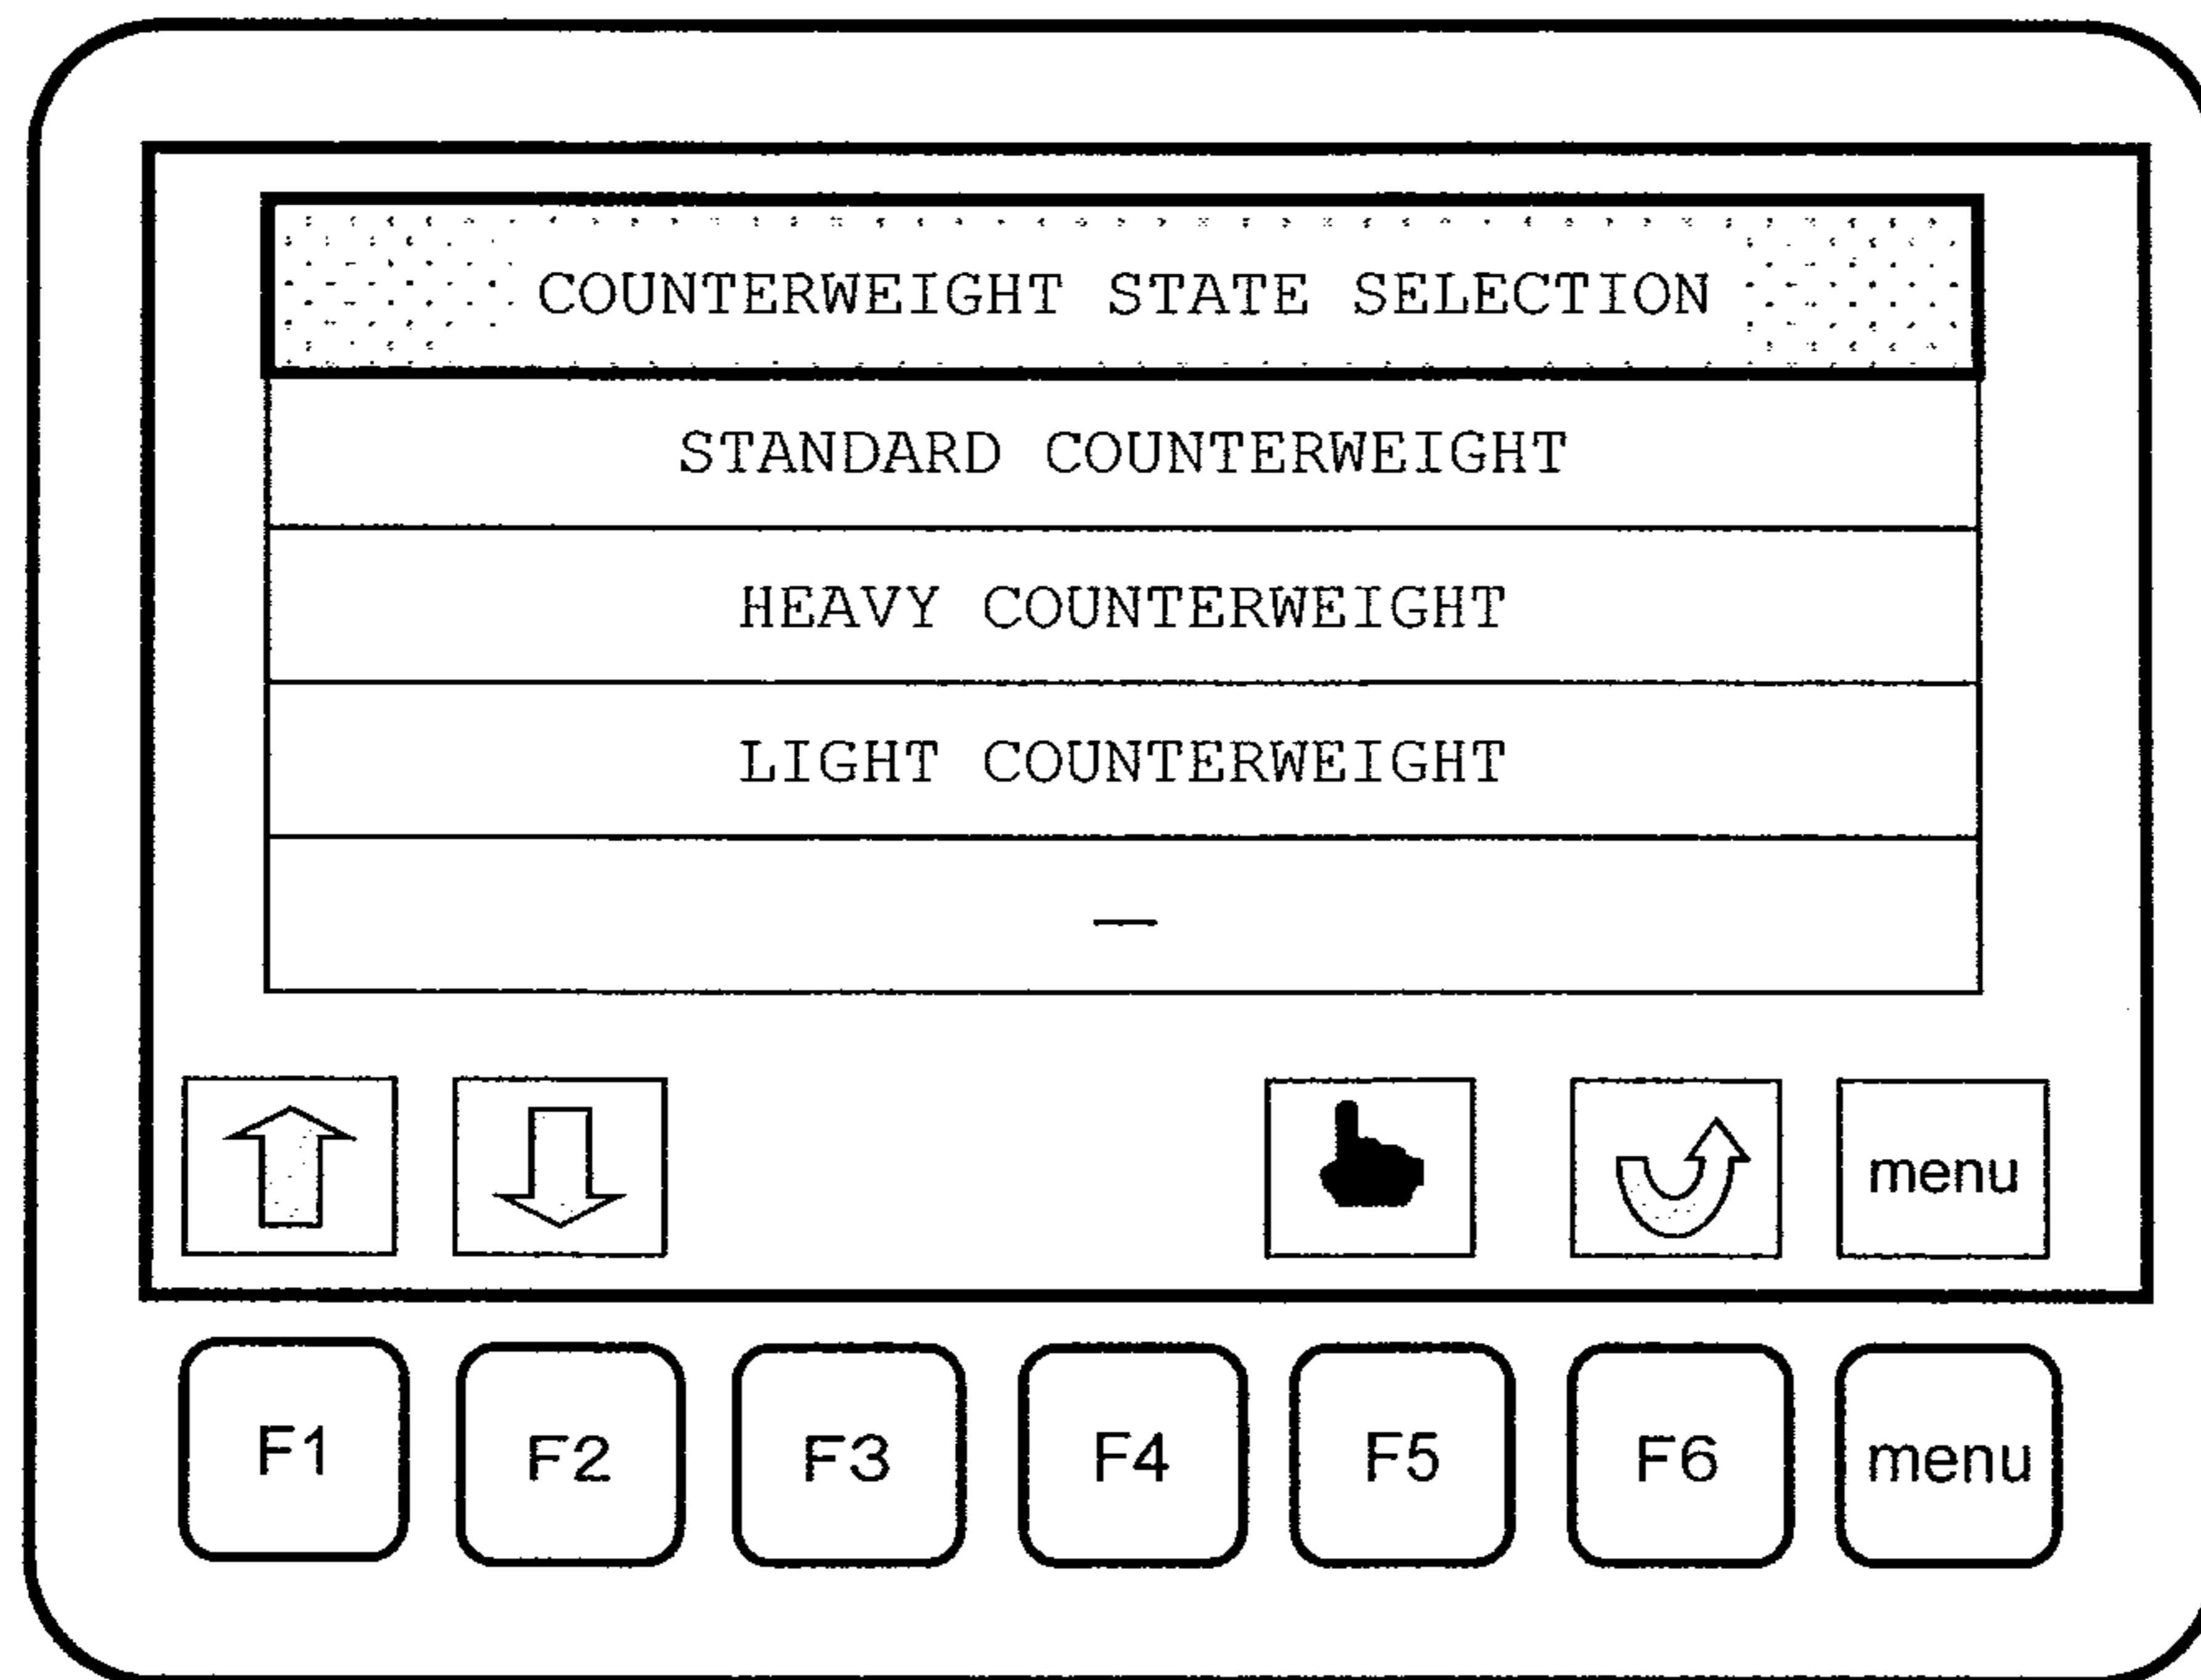 COUNTERWEIGHT STATE SELECTION
STANDARD COUNTERWEIGHT
HEAVY COUNTERWEIGHT
LIGHT COUNTERWEIGHT
—
menu
F1 F2 F3 F4 F5 F6 menu